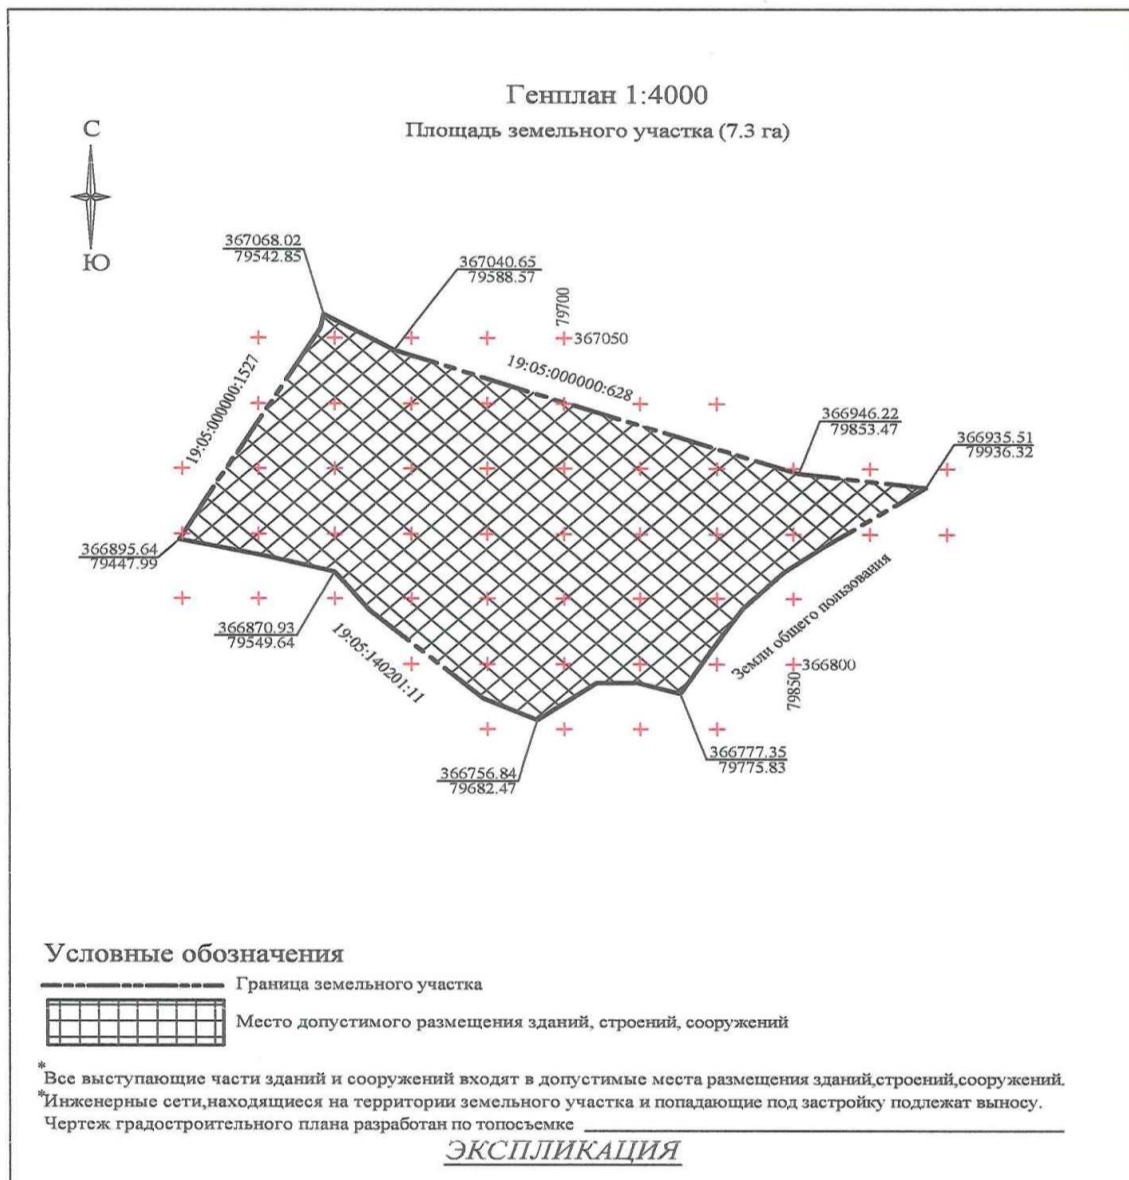 Генплан 1:4000
Площадь земельного участка (7.3 га)
С
Ю
367068.02
79542.85
367040.65
79588.57
79700
367050
19:05:000000:1527
19:05:000000:628
366946.22
79853.47
366935.51
79936.32
366895.64
79447.99
366870.93
79549.64
19:05:140201:11
Земли общего пользования
366800
79850
366777.35
79775.83
366756.84
79682.47
Условные обозначения
Граница земельного участка
Место допустимого размещения зданий, строений, сооружений
*Все выступающие части зданий и сооружений входят в допустимые места размещения зданий,строений,сооружений.
*Инженерные сети,находящиеся на территории земельного участка и попадающие под застройку подлежат выносу.
Чертеж градостроительного плана разработан по топосъемке
ЭКСПЛИКАЦИЯ